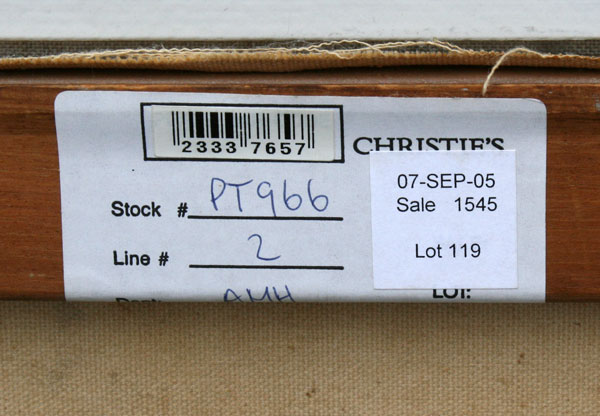 2333 7657
CHRISTIE'S
Stock # PT966
Line # 2
07-SEP-05
Sale 1545
Lot 119
LOT: